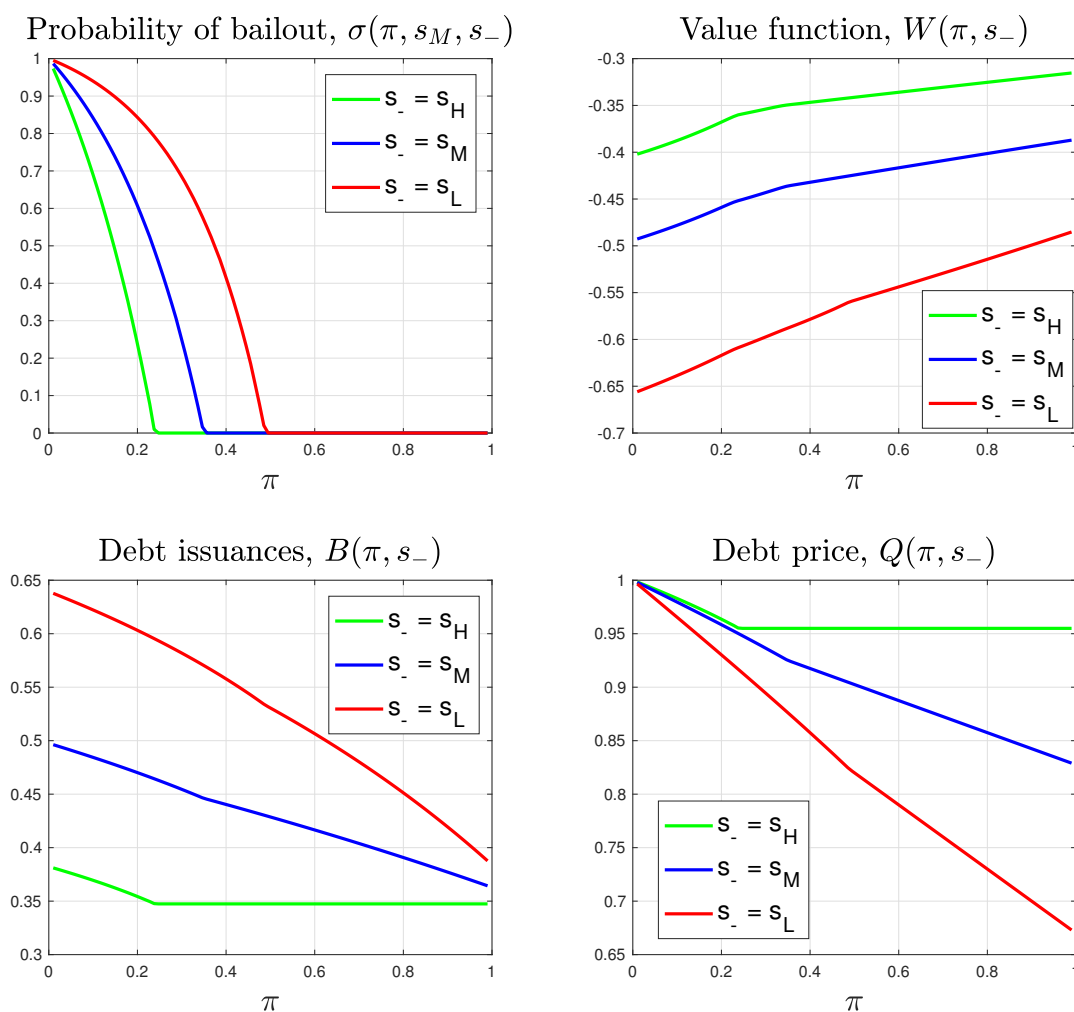 Probability of bailout, σ(π, s_M, s_−)
1
0.9
0.8
0.7
0.6
0.5
0.4
0.3
0.2
0.1
0
0 0.2 0.4 0.6 0.8 1
π
s_- = s_H
s_- = s_M
s_- = s_L
Value function, W(π, s_−)
-0.3
-0.35
-0.4
-0.45
-0.5
-0.55
-0.6
-0.65
-0.7
0 0.2 0.4 0.6 0.8 1
π
s_- = s_H
s_- = s_M
s_- = s_L
Debt issuances, B(π, s_−)
0.65
0.6
0.55
0.5
0.45
0.4
0.35
0.3
0 0.2 0.4 0.6 0.8 1
π
s_- = s_H
s_- = s_M
s_- = s_L
Debt price, Q(π, s_−)
1
0.95
0.9
0.85
0.8
0.75
0.7
0.65
0 0.2 0.4 0.6 0.8 1
π
s_- = s_H
s_- = s_M
s_- = s_L